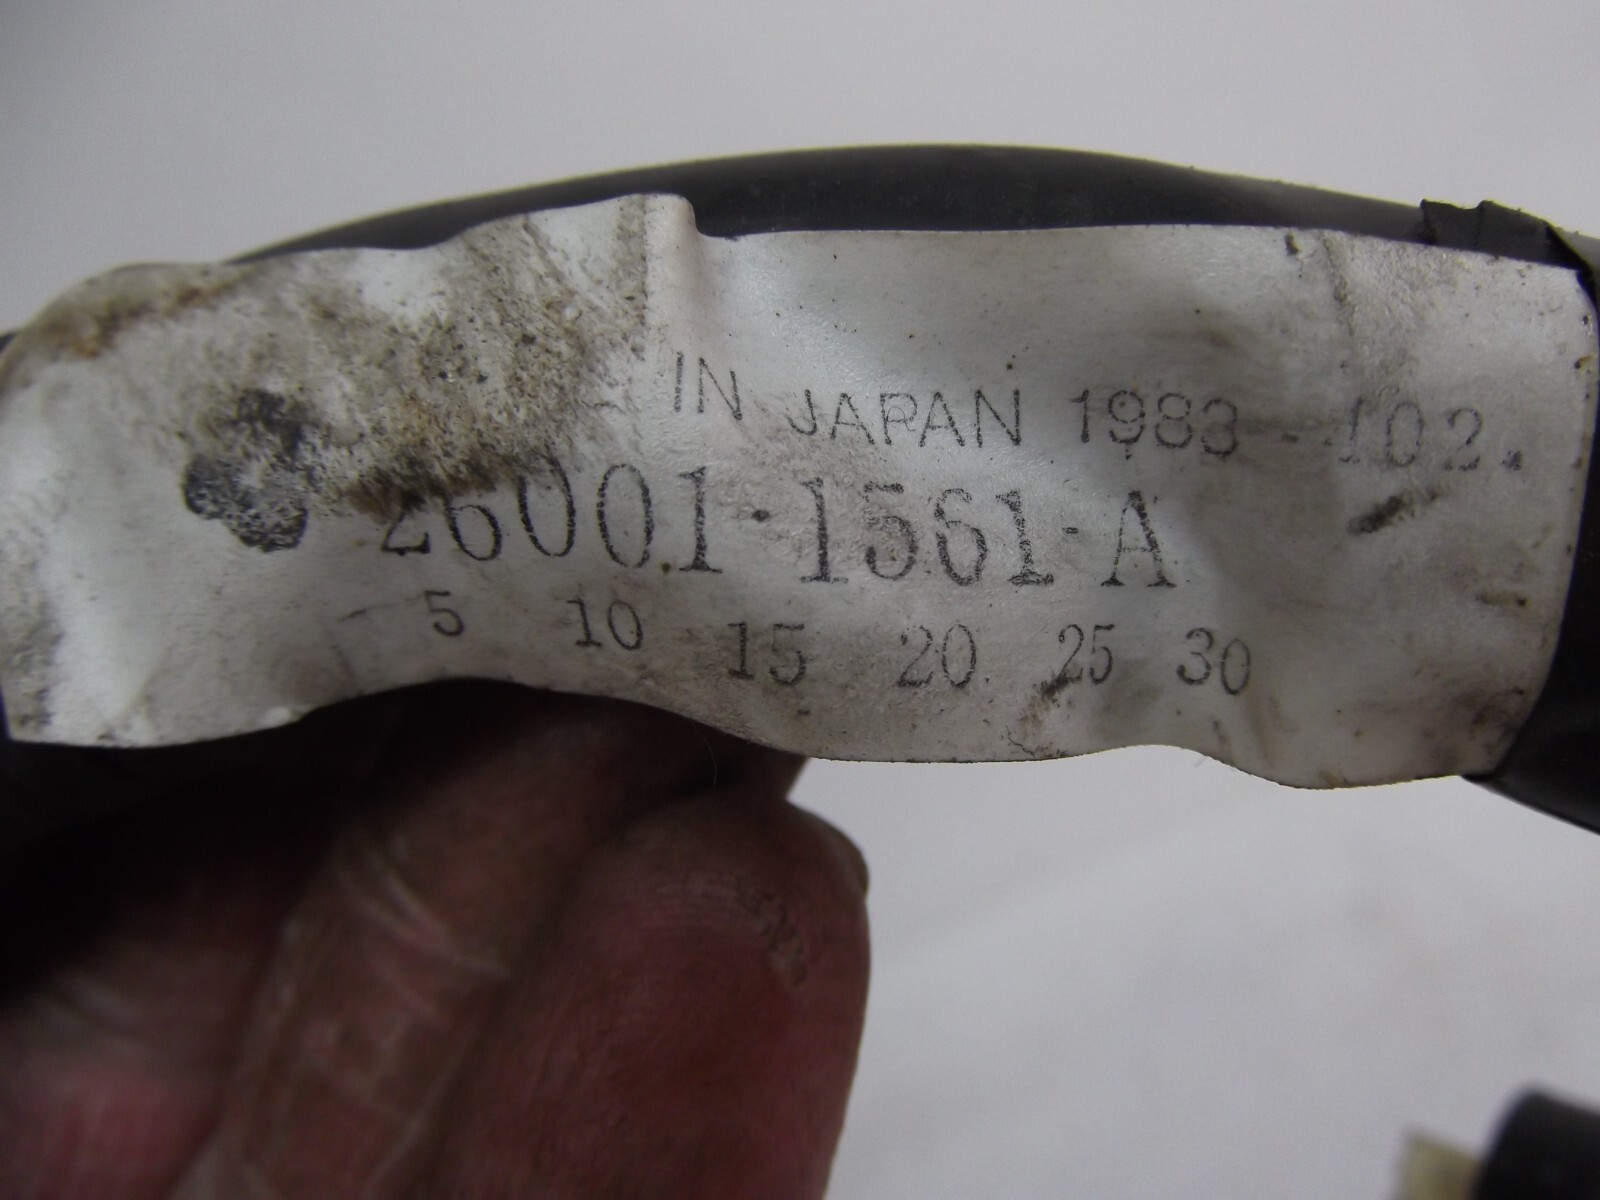 IN JAPAN 1983 - 102.
26001-1561-A
5 10 15 20 25 30